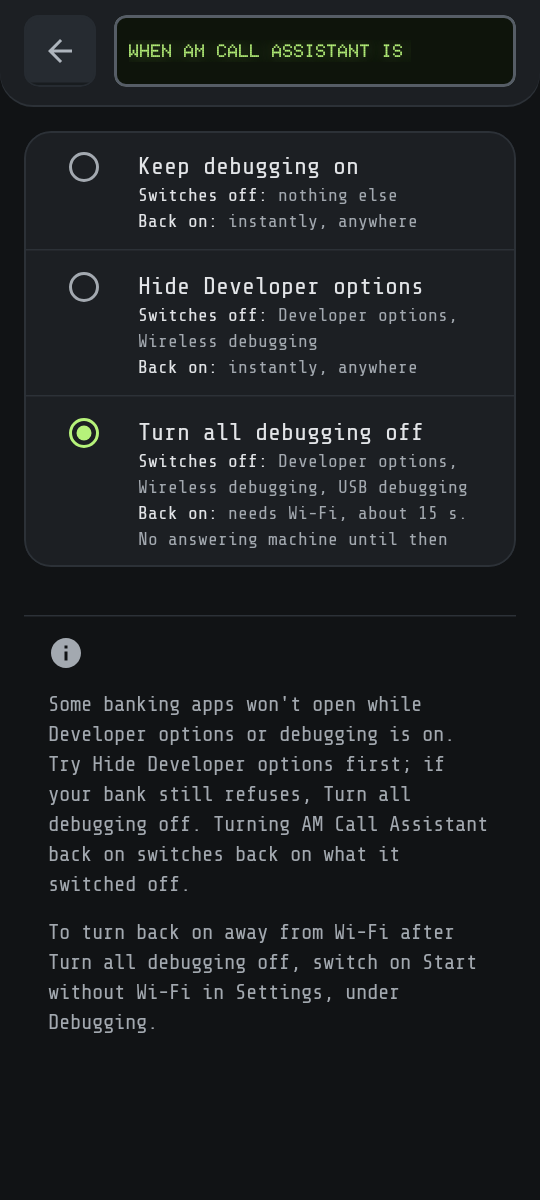 WHEN AM CALL ASSISTANT IS
Keep debugging on
Switches off: nothing else
Back on: instantly, anywhere
Hide Developer options
Switches off: Developer options,
Wireless debugging
Back on: instantly, anywhere
Turn all debugging off
Switches off: Developer options,
Wireless debugging, USB debugging
Back on: needs Wi-Fi, about 15 s.
No answering machine until then
Some banking apps won't open while
Developer options or debugging is on.
Try Hide Developer options first; if
your bank still refuses, Turn all
debugging off. Turning AM Call Assistant
back on switches back on what it
switched off.
To turn back on away from Wi-Fi after
Turn all debugging off, switch on Start
without Wi-Fi in Settings, under
Debugging.